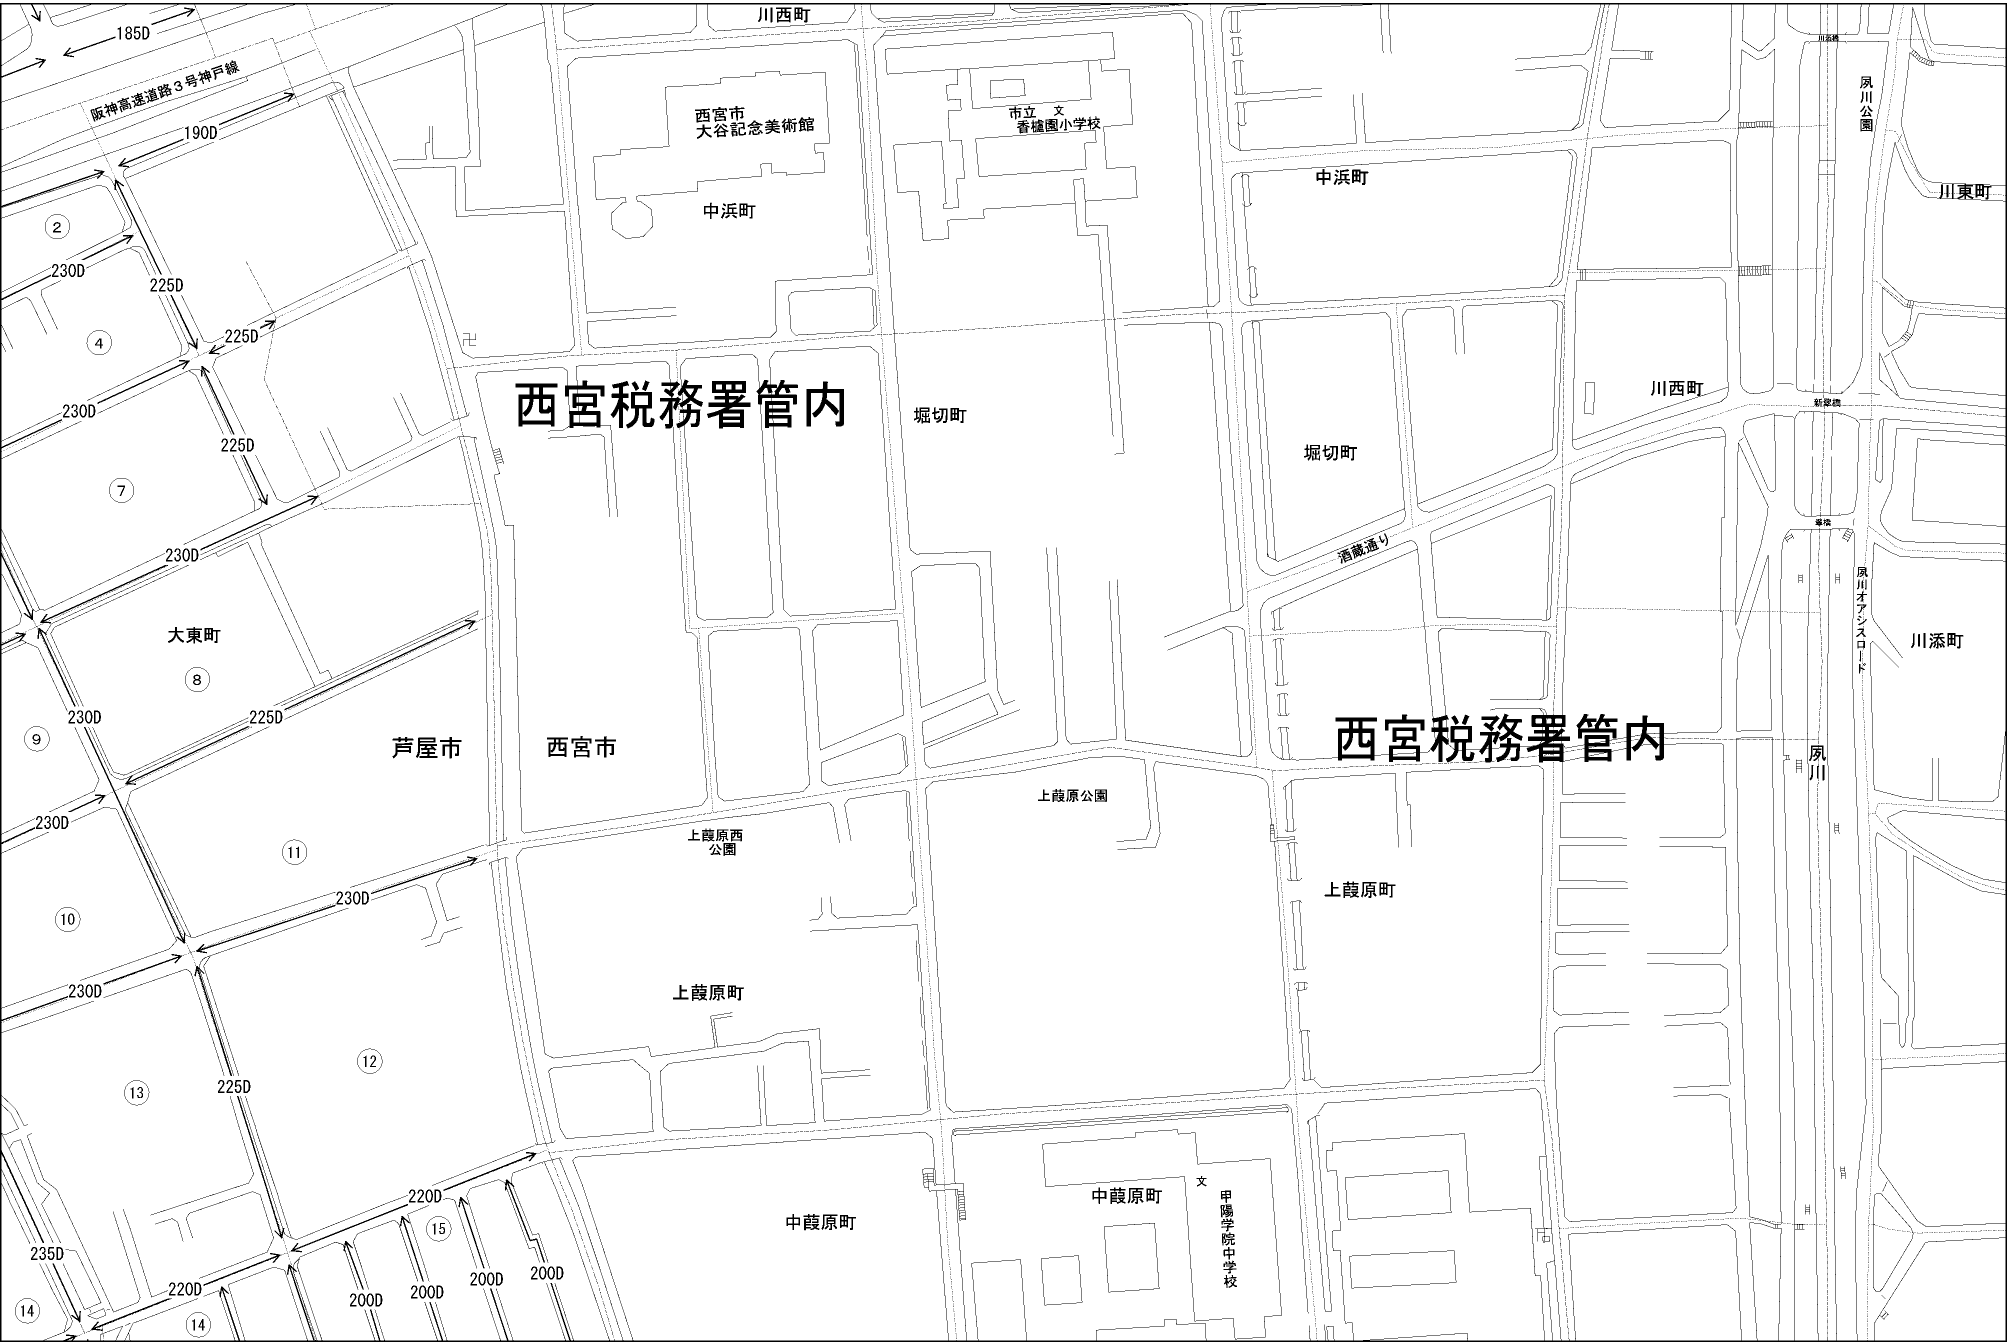 川西町
185D
川添橋
阪神高速道路３号神戸線
190D
西宮市
大谷記念美術館
市立 文
香櫨園小学校
夙川公園
中浜町
川東町
中浜町
2
230D
225D
225D
4
230D
西宮税務署管内
堀切町
川西町
新翠橋
225D
堀切町
7
翠橋
酒蔵通り
230D
夙川オアシスロード
大東町
川添町
8
230D
225D
9
芦屋市
西宮市
西宮税務署管内
夙川
上葭原公園
230D
上葭原西
公園
11
230D
上葭原町
10
230D
上葭原町
12
225D
13
220D
中葭原町
文
甲陽学院中学校
中葭原町
15
235D
200D
200D
200D
200D
220D
14
14